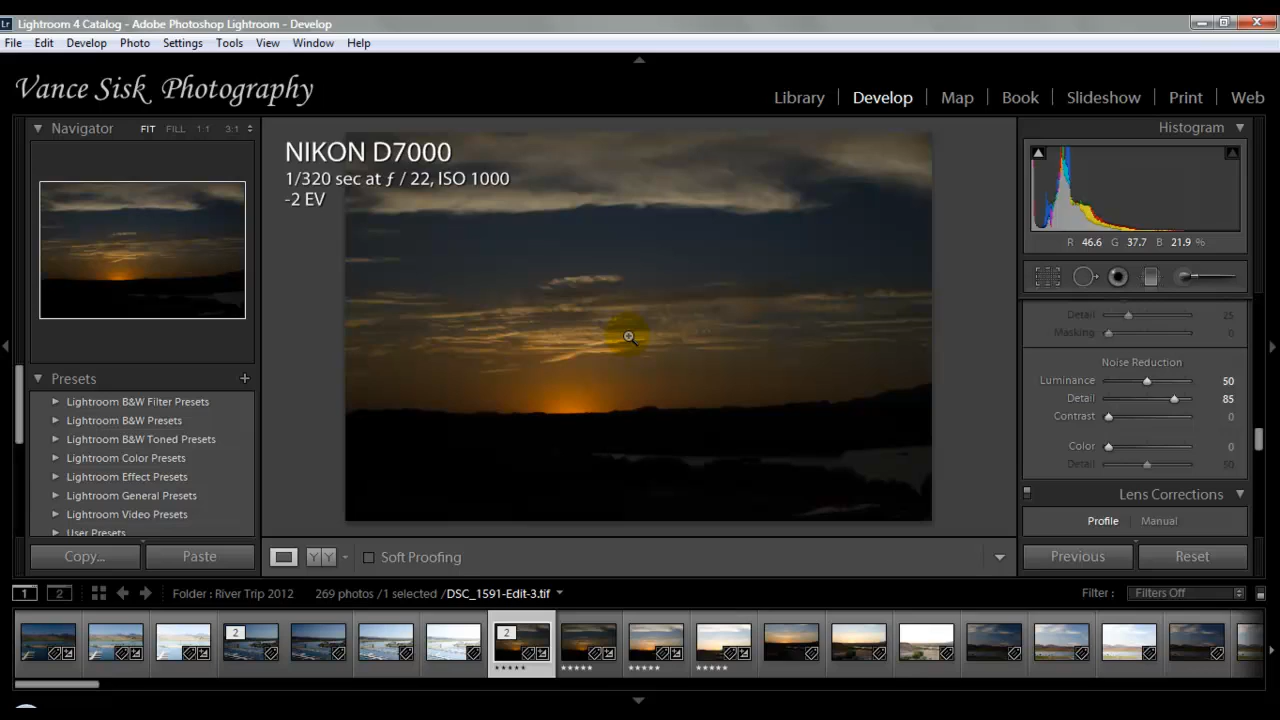 Lightroom 4 Catalog - Adobe Photoshop Lightroom - Develop
File Edit Develop Photo Settings Tools View Window Help
Vance Sisk Photography
Library Develop Map Book Slideshow Print Web
Navigator FIT FILL 1:1 3:1
Histogram
NIKON D7000
1/320 sec at ƒ / 22, ISO 1000
-2 EV
R 46.6 G 37.7 B 21.9 %
Detail 25
Masking 0
Noise Reduction
Luminance 50
Detail 85
Contrast 0
Color 0
Detail 50
Presets +
Lightroom B&W Filter Presets
Lightroom B&W Presets
Lightroom B&W Toned Presets
Lightroom Color Presets
Lightroom Effect Presets
Lightroom General Presets
Lightroom Video Presets
User Presets
Lens Corrections
Profile Manual
Copy... Paste
Y Y
Soft Proofing
Previous Reset
1 2
Folder : River Trip 2012 269 photos /1 selected /DSC_1591-Edit-3.tif
Filter : Filters Off
2
2